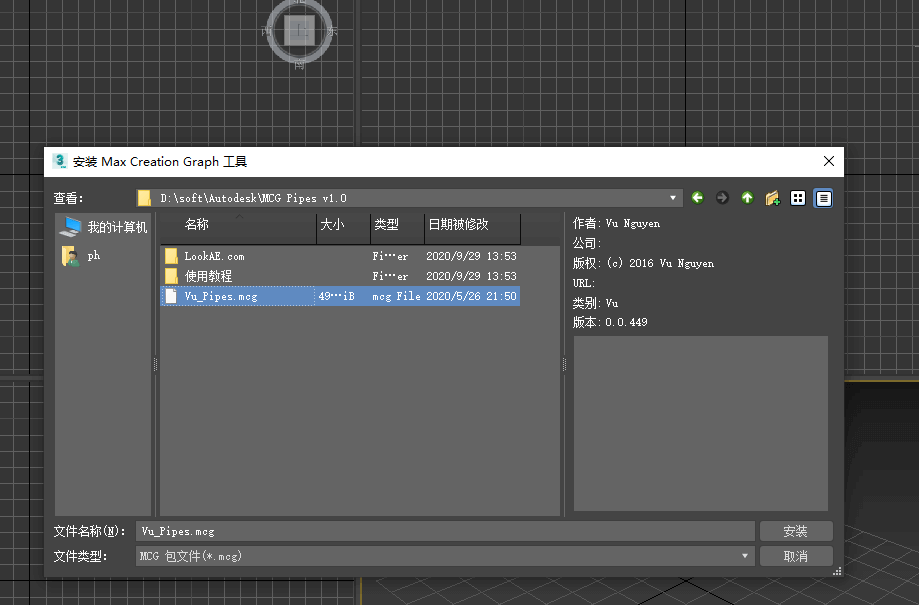 西
上
东
南
安装 Max Creation Graph 工具
查看:
D:\soft\Autodesk\MCG Pipes v1.0
我的计算机
ph
名称 大小 类型 日期被修改
LookAE.com Fi···er 2020/9/29 13:53
使用教程 Fi···er 2020/9/29 13:53
Vu_Pipes.mcg 49···iB mcg File 2020/5/26 21:50
作者: Vu Nguyen
公司:
版权: (c) 2016 Vu Nguyen
URL:
类别: Vu
版本: 0.0.449
文件名称(N): Vu_Pipes.mcg 安装
文件类型: MCG 包文件(*.mcg) 取消